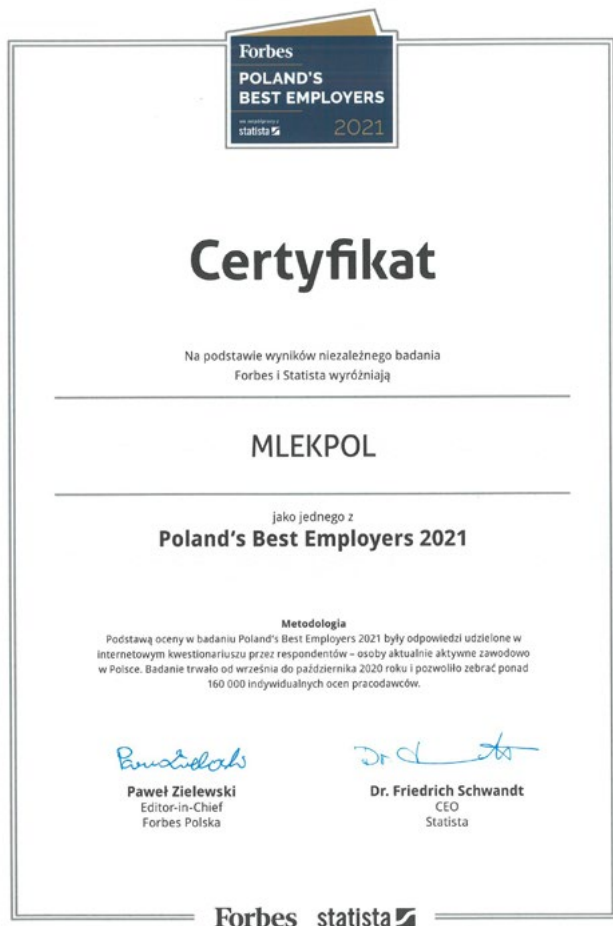 Forbes
POLAND'S
BEST EMPLOYERS
we współpracy z
statista
2021
Certyfikat
Na podstawie wyników niezależnego badania
Forbes i Statista wyróżniają
MLEKPOL
jako jednego z
Poland's Best Employers 2021
Metodologia
Podstawą oceny w badaniu Poland's Best Employers 2021 były odpowiedzi udzielone w
internetowym kwestionariuszu przez respondentów – osoby aktualnie aktywne zawodowo
w Polsce. Badanie trwało od września do października 2020 roku i pozwoliło zebrać ponad
160 000 indywidualnych ocen pracodawców.
Paweł Zielewski
Editor-in-Chief
Forbes Polska
Dr. Friedrich Schwandt
CEO
Statista
Forbes statista